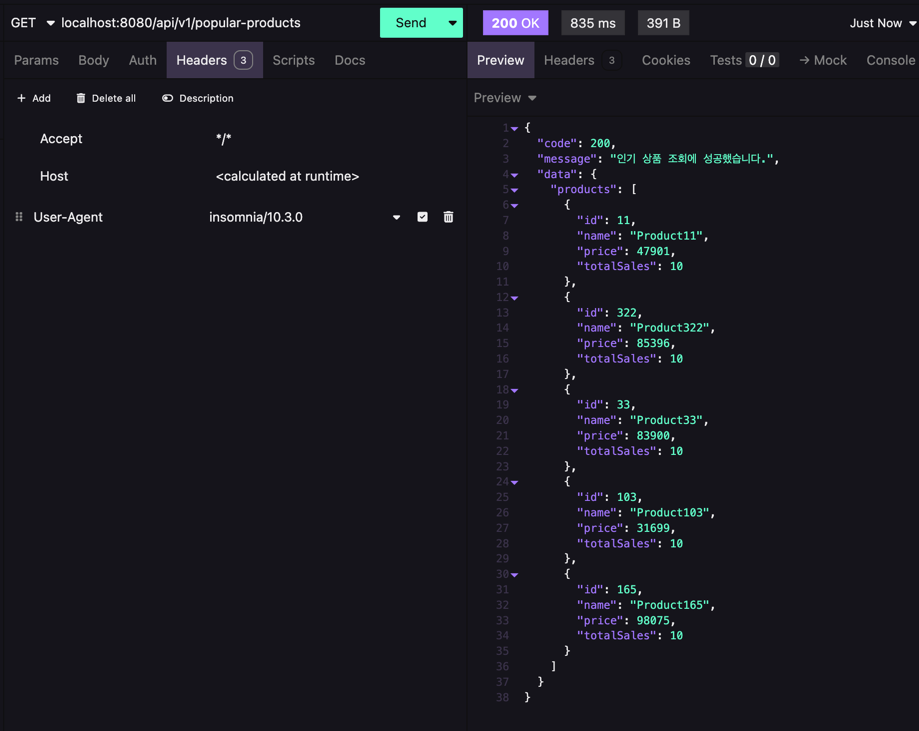 GET localhost:8080/api/v1/popular-products Send 200 OK 835 ms 391 B Just Now
Params Body Auth Headers 3 Scripts Docs
Preview Headers 3 Cookies Tests 0 / 0 → Mock Console
+ Add Delete all Description
Preview
Accept */*
Host <calculated at runtime>
User-Agent insomnia/10.3.0
1 {
2 "code": 200,
3 "message": "인기 상품 조회에 성공했습니다.",
4 "data": {
5 "products": [
6 {
7 "id": 11,
8 "name": "Product11",
9 "price": 47901,
10 "totalSales": 10
11 },
12 {
13 "id": 322,
14 "name": "Product322",
15 "price": 85396,
16 "totalSales": 10
17 },
18 {
19 "id": 33,
20 "name": "Product33",
21 "price": 83900,
22 "totalSales": 10
23 },
24 {
25 "id": 103,
26 "name": "Product103",
27 "price": 31699,
28 "totalSales": 10
29 },
30 {
31 "id": 165,
32 "name": "Product165",
33 "price": 98075,
34 "totalSales": 10
35 }
36 ]
37 }
38 }